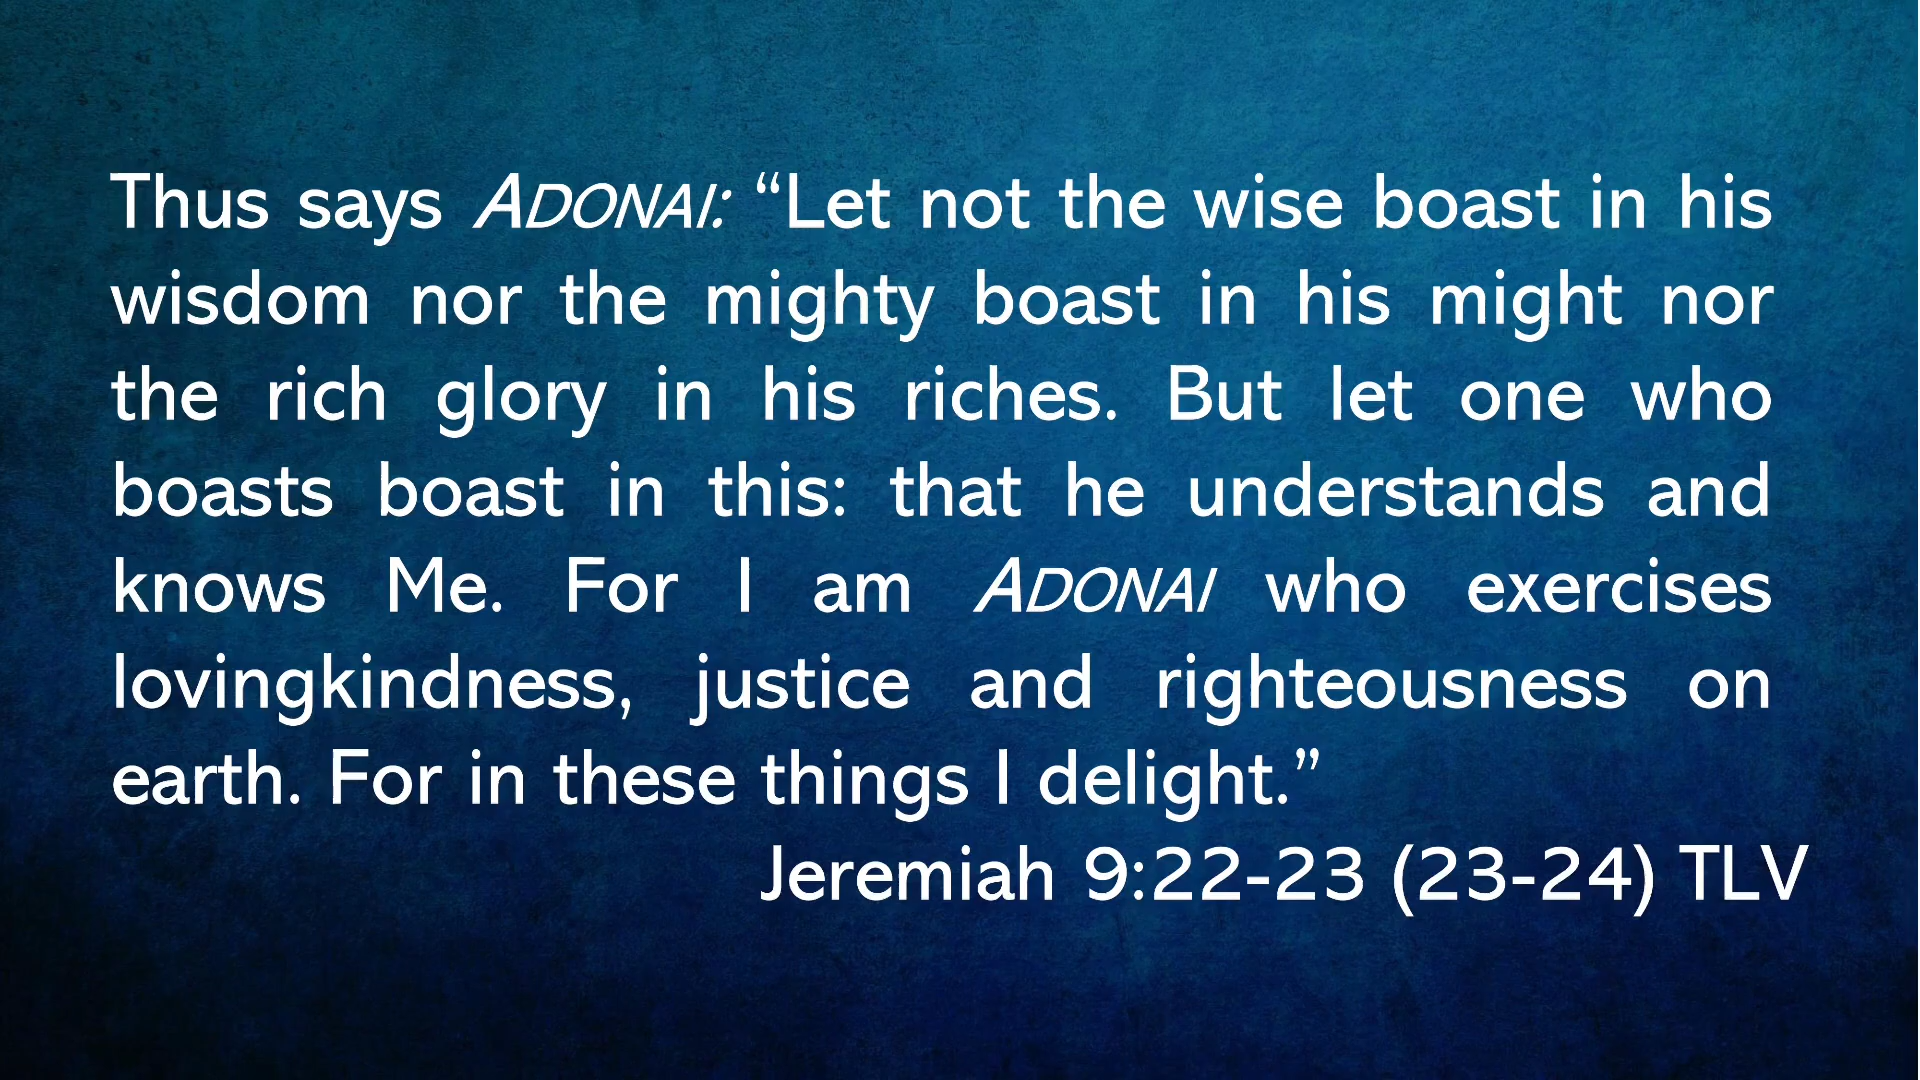 Thus says ADONAI: “Let not the wise boast in his
wisdom nor the mighty boast in his might nor
the rich glory in his riches. But let one who
boasts boast in this: that he understands and
knows Me. For I am ADONAI who exercises
lovingkindness, justice and righteousness on
earth. For in these things I delight.”
Jeremiah 9:22-23 (23-24) TLV